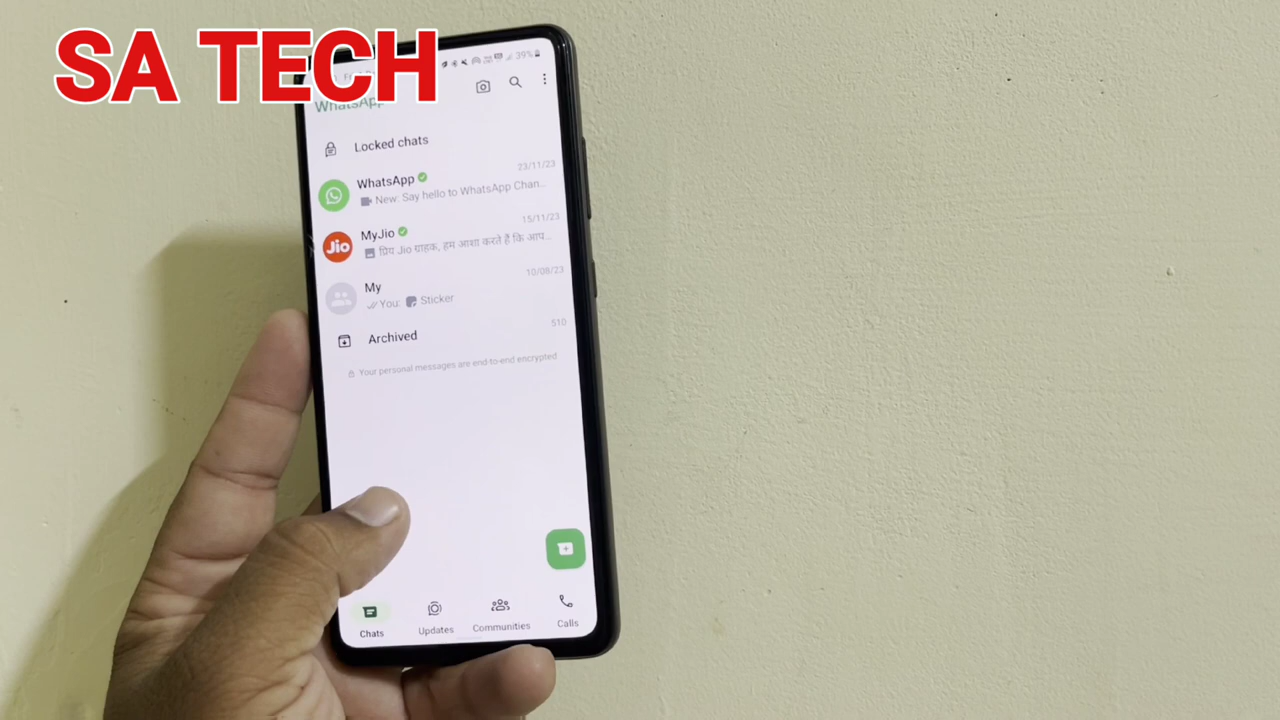 SA TECH
39%
WhatsApp
Locked chats
WhatsApp
23/11/23
New: Say hello to WhatsApp Chan...
Jio
MyJio
15/11/23
प्रिय Jio ग्राहक, हम आशा करते हैं कि आप...
My
10/08/23
You: Sticker
Archived
510
Your personal messages are end-to-end encrypted
Chats
Updates
Communities
Calls